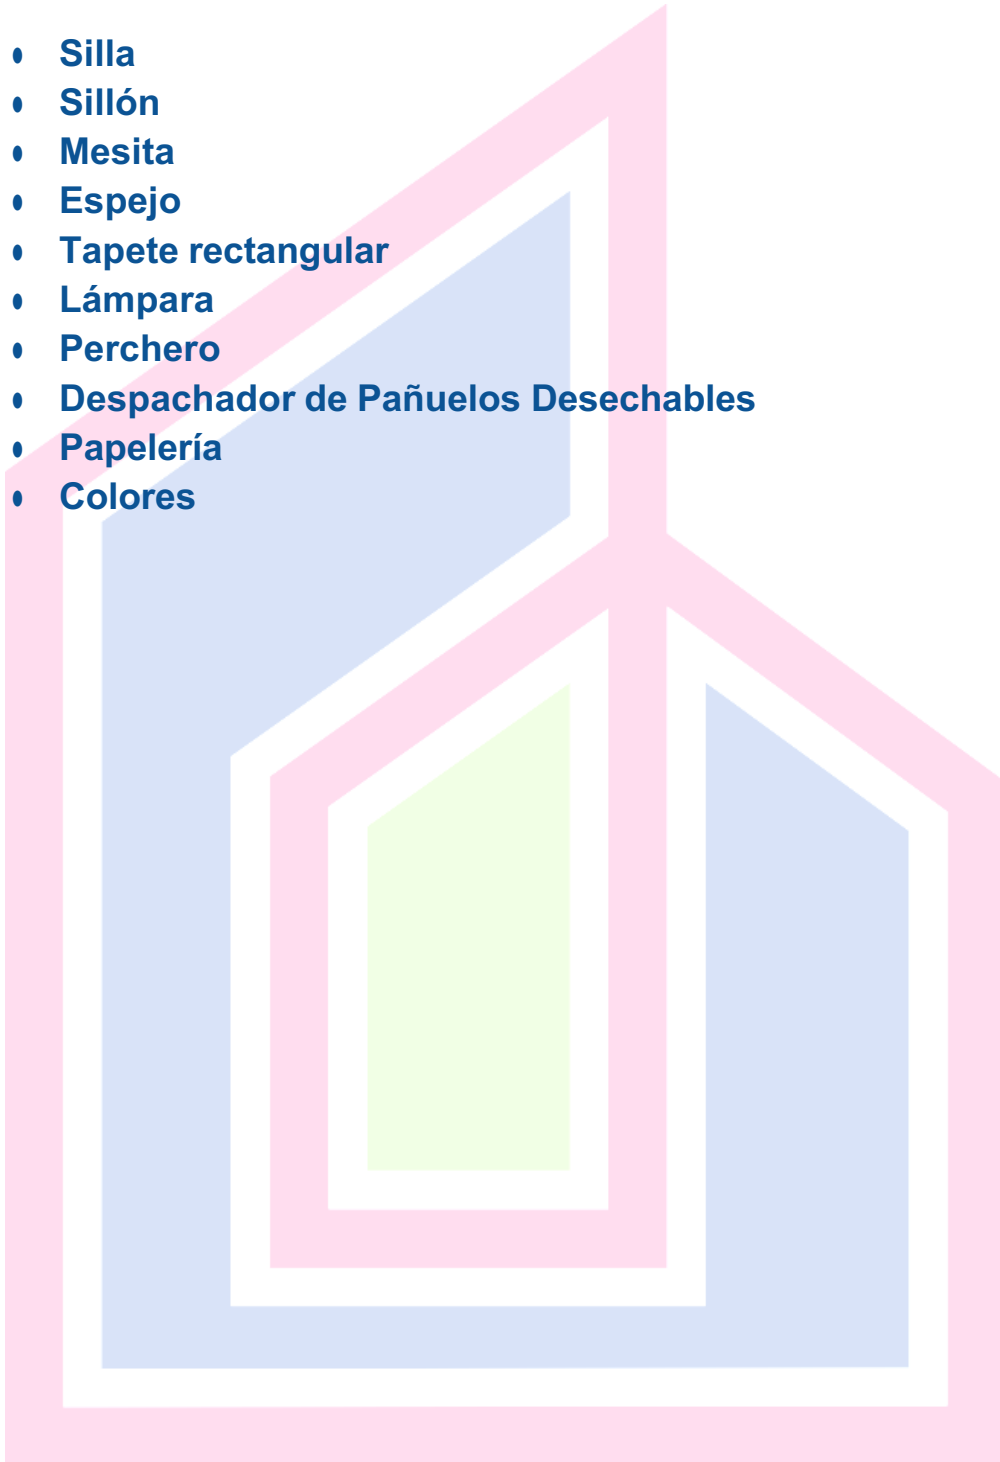 • Silla
• Sillón
• Mesita
• Espejo
• Tapete rectangular
• Lámpara
• Perchero
• Despachador de Pañuelos Desechables
• Papelería
• Colores